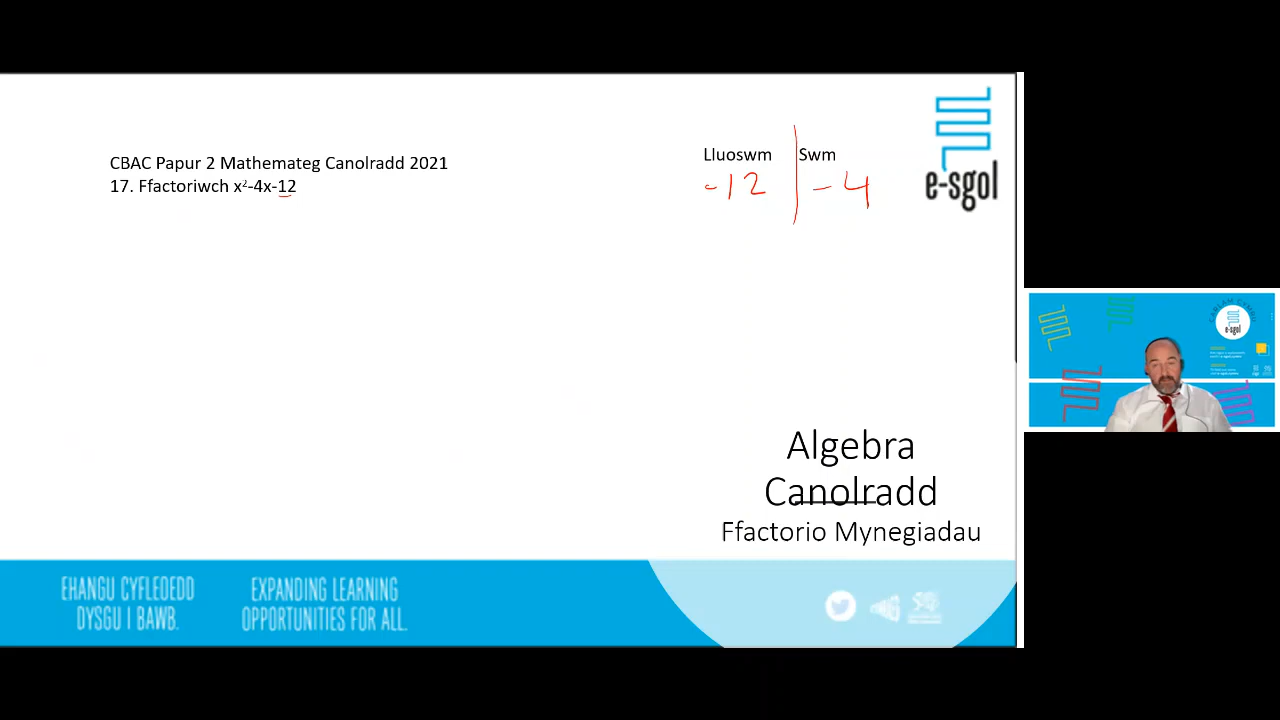 CBAC Papur 2 Mathemateg Canolradd 2021
17. Ffactoriwch x²-4x-12
Lluoswm Swm
-12 -4
e-sgol
Algebra
Canolradd
Ffactorio Mynegiadau
EHANGU CYFLEOEDD
DYSGU I BAWB.
EXPANDING LEARNING
OPPORTUNITIES FOR ALL.
e-sgol